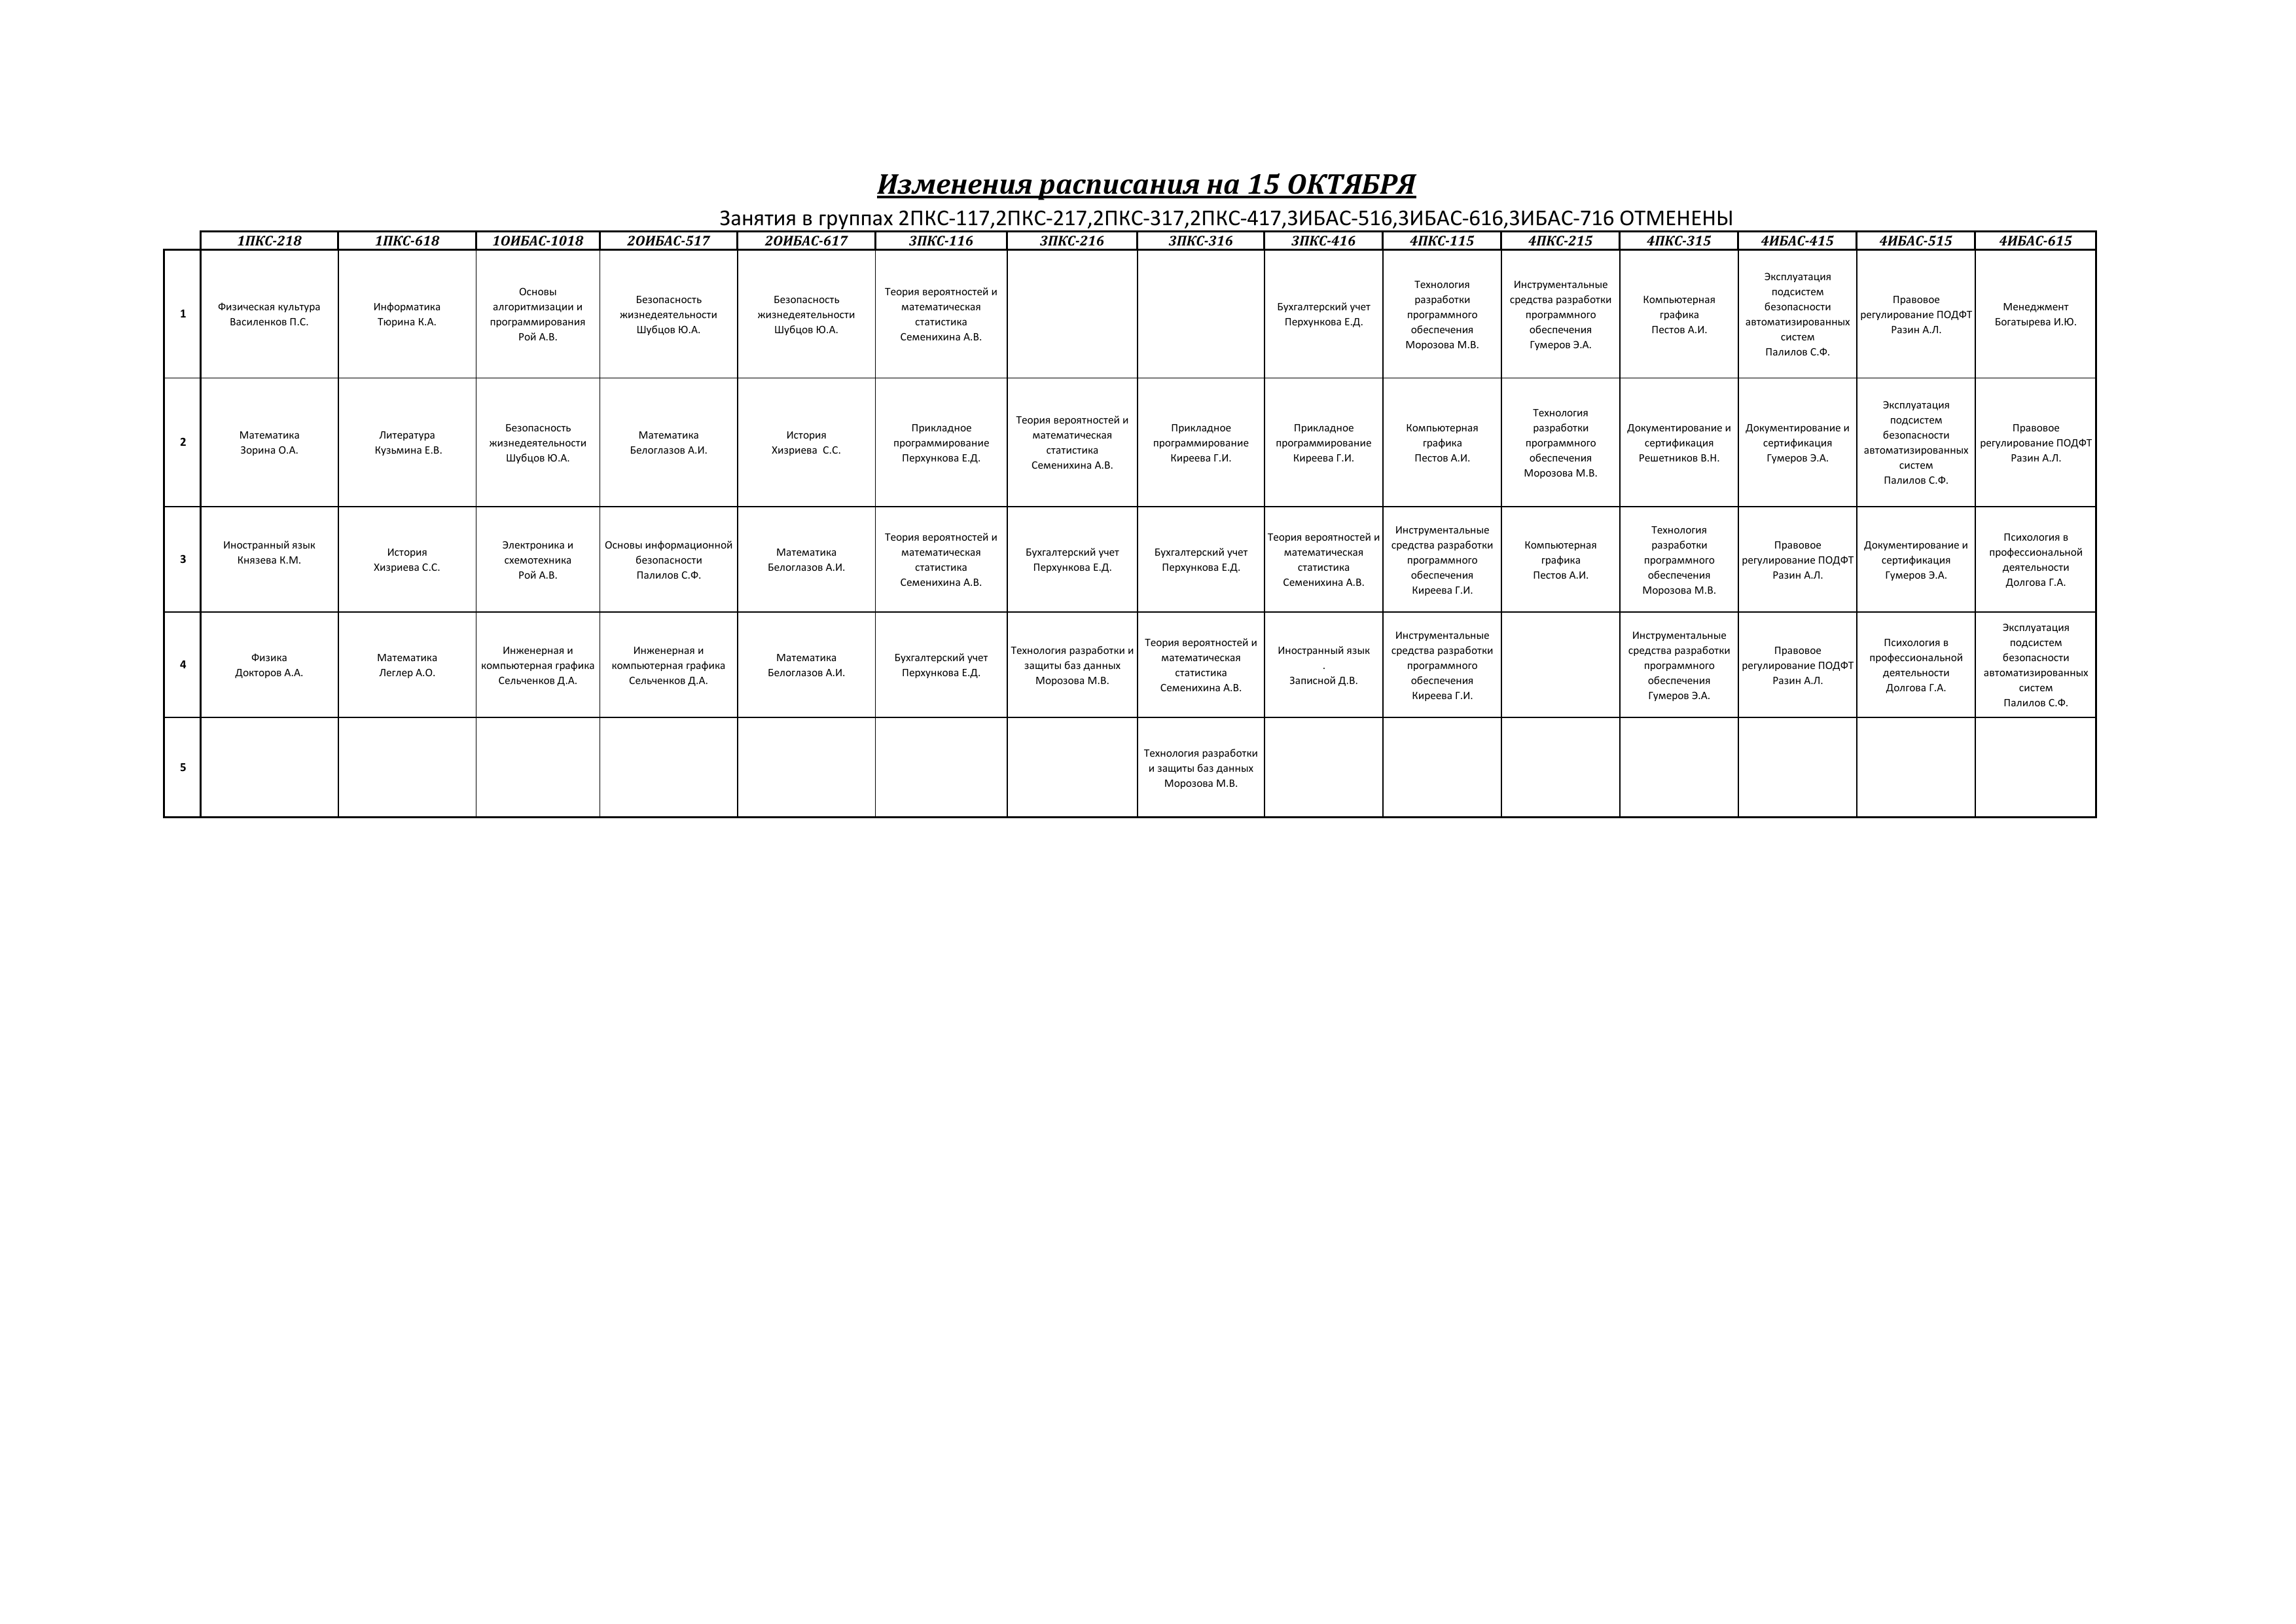 Изменения расписания на 15 ОКТЯБРЯ
Занятия в группах 2ПКС-117,2ПКС-217,2ПКС-317,2ПКС-417,3ИБАС-516,3ИБАС-616,3ИБАС-716 ОТМЕНЕНЫ
1ПКС-218 1ПКС-618 1ОИБАС-1018 2ОИБАС-517 2ОИБАС-617 3ПКС-116 3ПКС-216 3ПКС-316 3ПКС-416 4ПКС-115 4ПКС-215 4ПКС-315 4ИБАС-415 4ИБАС-515 4ИБАС-615
1
Физическая культура
Василенков П.С.
Информатика
Тюрина К.А.
Основы
алгоритмизации и
программирования
Рой А.В.
Безопасность
жизнедеятельности
Шубцов Ю.А.
Безопасность
жизнедеятельности
Шубцов Ю.А.
Теория вероятностей и
математическая
статистика
Семенихина А.В.
Бухгалтерский учет
Перхункова Е.Д.
Технология
разработки
программного
обеспечения
Морозова М.В.
Инструментальные
средства разработки
программного
обеспечения
Гумеров Э.А.
Компьютерная
графика
Пестов А.И.
Эксплуатация
подсистем
безопасности
автоматизированных
систем
Палилов С.Ф.
Правовое
регулирование ПОДФТ
Разин А.Л.
Менеджмент
Богатырева И.Ю.
2
Математика
Зорина О.А.
Литература
Кузьмина Е.В.
Безопасность
жизнедеятельности
Шубцов Ю.А.
Математика
Белоглазов А.И.
История
Хизриева С.С.
Прикладное
программирование
Перхункова Е.Д.
Теория вероятностей и
математическая
статистика
Семенихина А.В.
Прикладное
программирование
Киреева Г.И.
Прикладное
программирование
Киреева Г.И.
Компьютерная
графика
Пестов А.И.
Технология
разработки
программного
обеспечения
Морозова М.В.
Документирование и
сертификация
Решетников В.Н.
Документирование и
сертификация
Гумеров Э.А.
Эксплуатация
подсистем
безопасности
автоматизированных
систем
Палилов С.Ф.
Правовое
регулирование ПОДФТ
Разин А.Л.
3
Иностранный язык
Князева К.М.
История
Хизриева С.С.
Электроника и
схемотехника
Рой А.В.
Основы информационной
безопасности
Палилов С.Ф.
Математика
Белоглазов А.И.
Теория вероятностей и
математическая
статистика
Семенихина А.В.
Бухгалтерский учет
Перхункова Е.Д.
Бухгалтерский учет
Перхункова Е.Д.
Теория вероятностей и
математическая
статистика
Семенихина А.В.
Инструментальные
средства разработки
программного
обеспечения
Киреева Г.И.
Компьютерная
графика
Пестов А.И.
Технология
разработки
программного
обеспечения
Морозова М.В.
Правовое
регулирование ПОДФТ
Разин А.Л.
Документирование и
сертификация
Гумеров Э.А.
Психология в
профессиональной
деятельности
Долгова Г.А.
4
Физика
Докторов А.А.
Математика
Леглер А.О.
Инженерная и
компьютерная графика
Сельченков Д.А.
Инженерная и
компьютерная графика
Сельченков Д.А.
Математика
Белоглазов А.И.
Бухгалтерский учет
Перхункова Е.Д.
Технология разработки и
защиты баз данных
Морозова М.В.
Теория вероятностей и
математическая
статистика
Семенихина А.В.
Иностранный язык
.
Записной Д.В.
Инструментальные
средства разработки
программного
обеспечения
Киреева Г.И.
Инструментальные
средства разработки
программного
обеспечения
Гумеров Э.А.
Правовое
регулирование ПОДФТ
Разин А.Л.
Психология в
профессиональной
деятельности
Долгова Г.А.
Эксплуатация
подсистем
безопасности
автоматизированных
систем
Палилов С.Ф.
5
Технология разработки
и защиты баз данных
Морозова М.В.